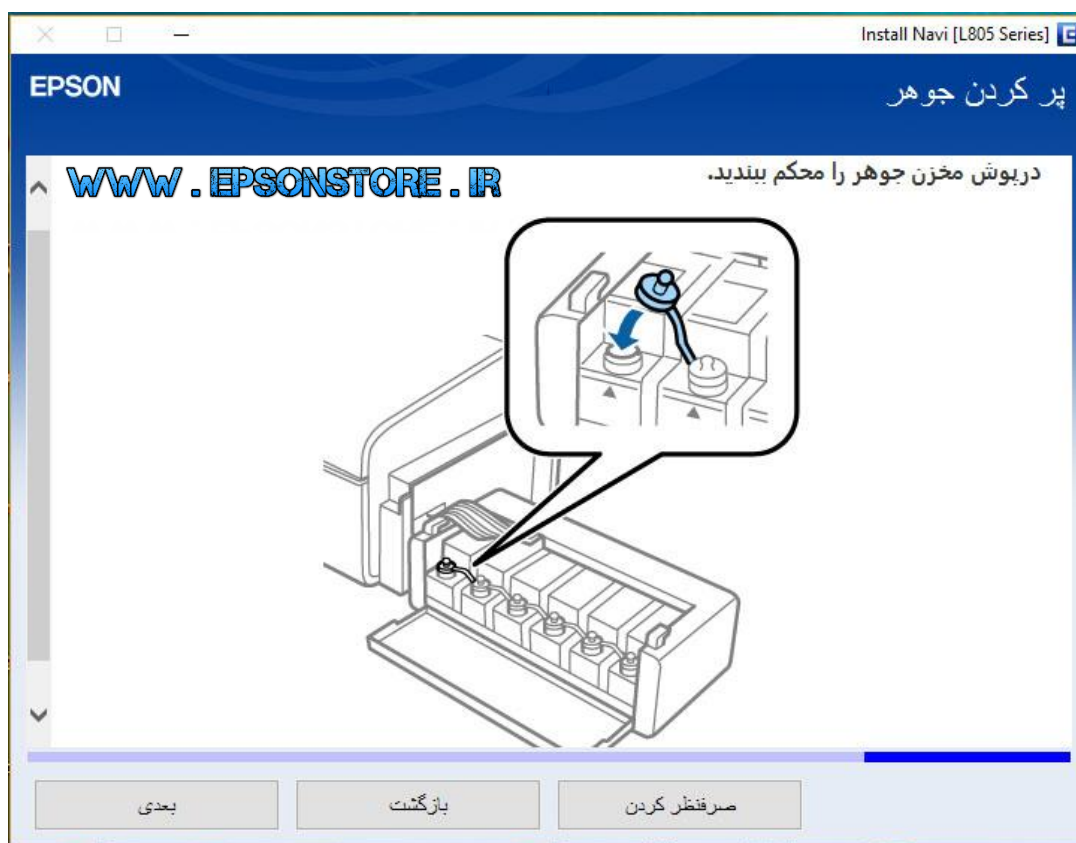 Install Navi [L805 Series]
EPSON
پر کردن جوهر
WWW.EPSONSTORE.IR
درپوش مخزن جوهر را محکم ببندید.
صرفنظر کردن
بازگشت
بعدی